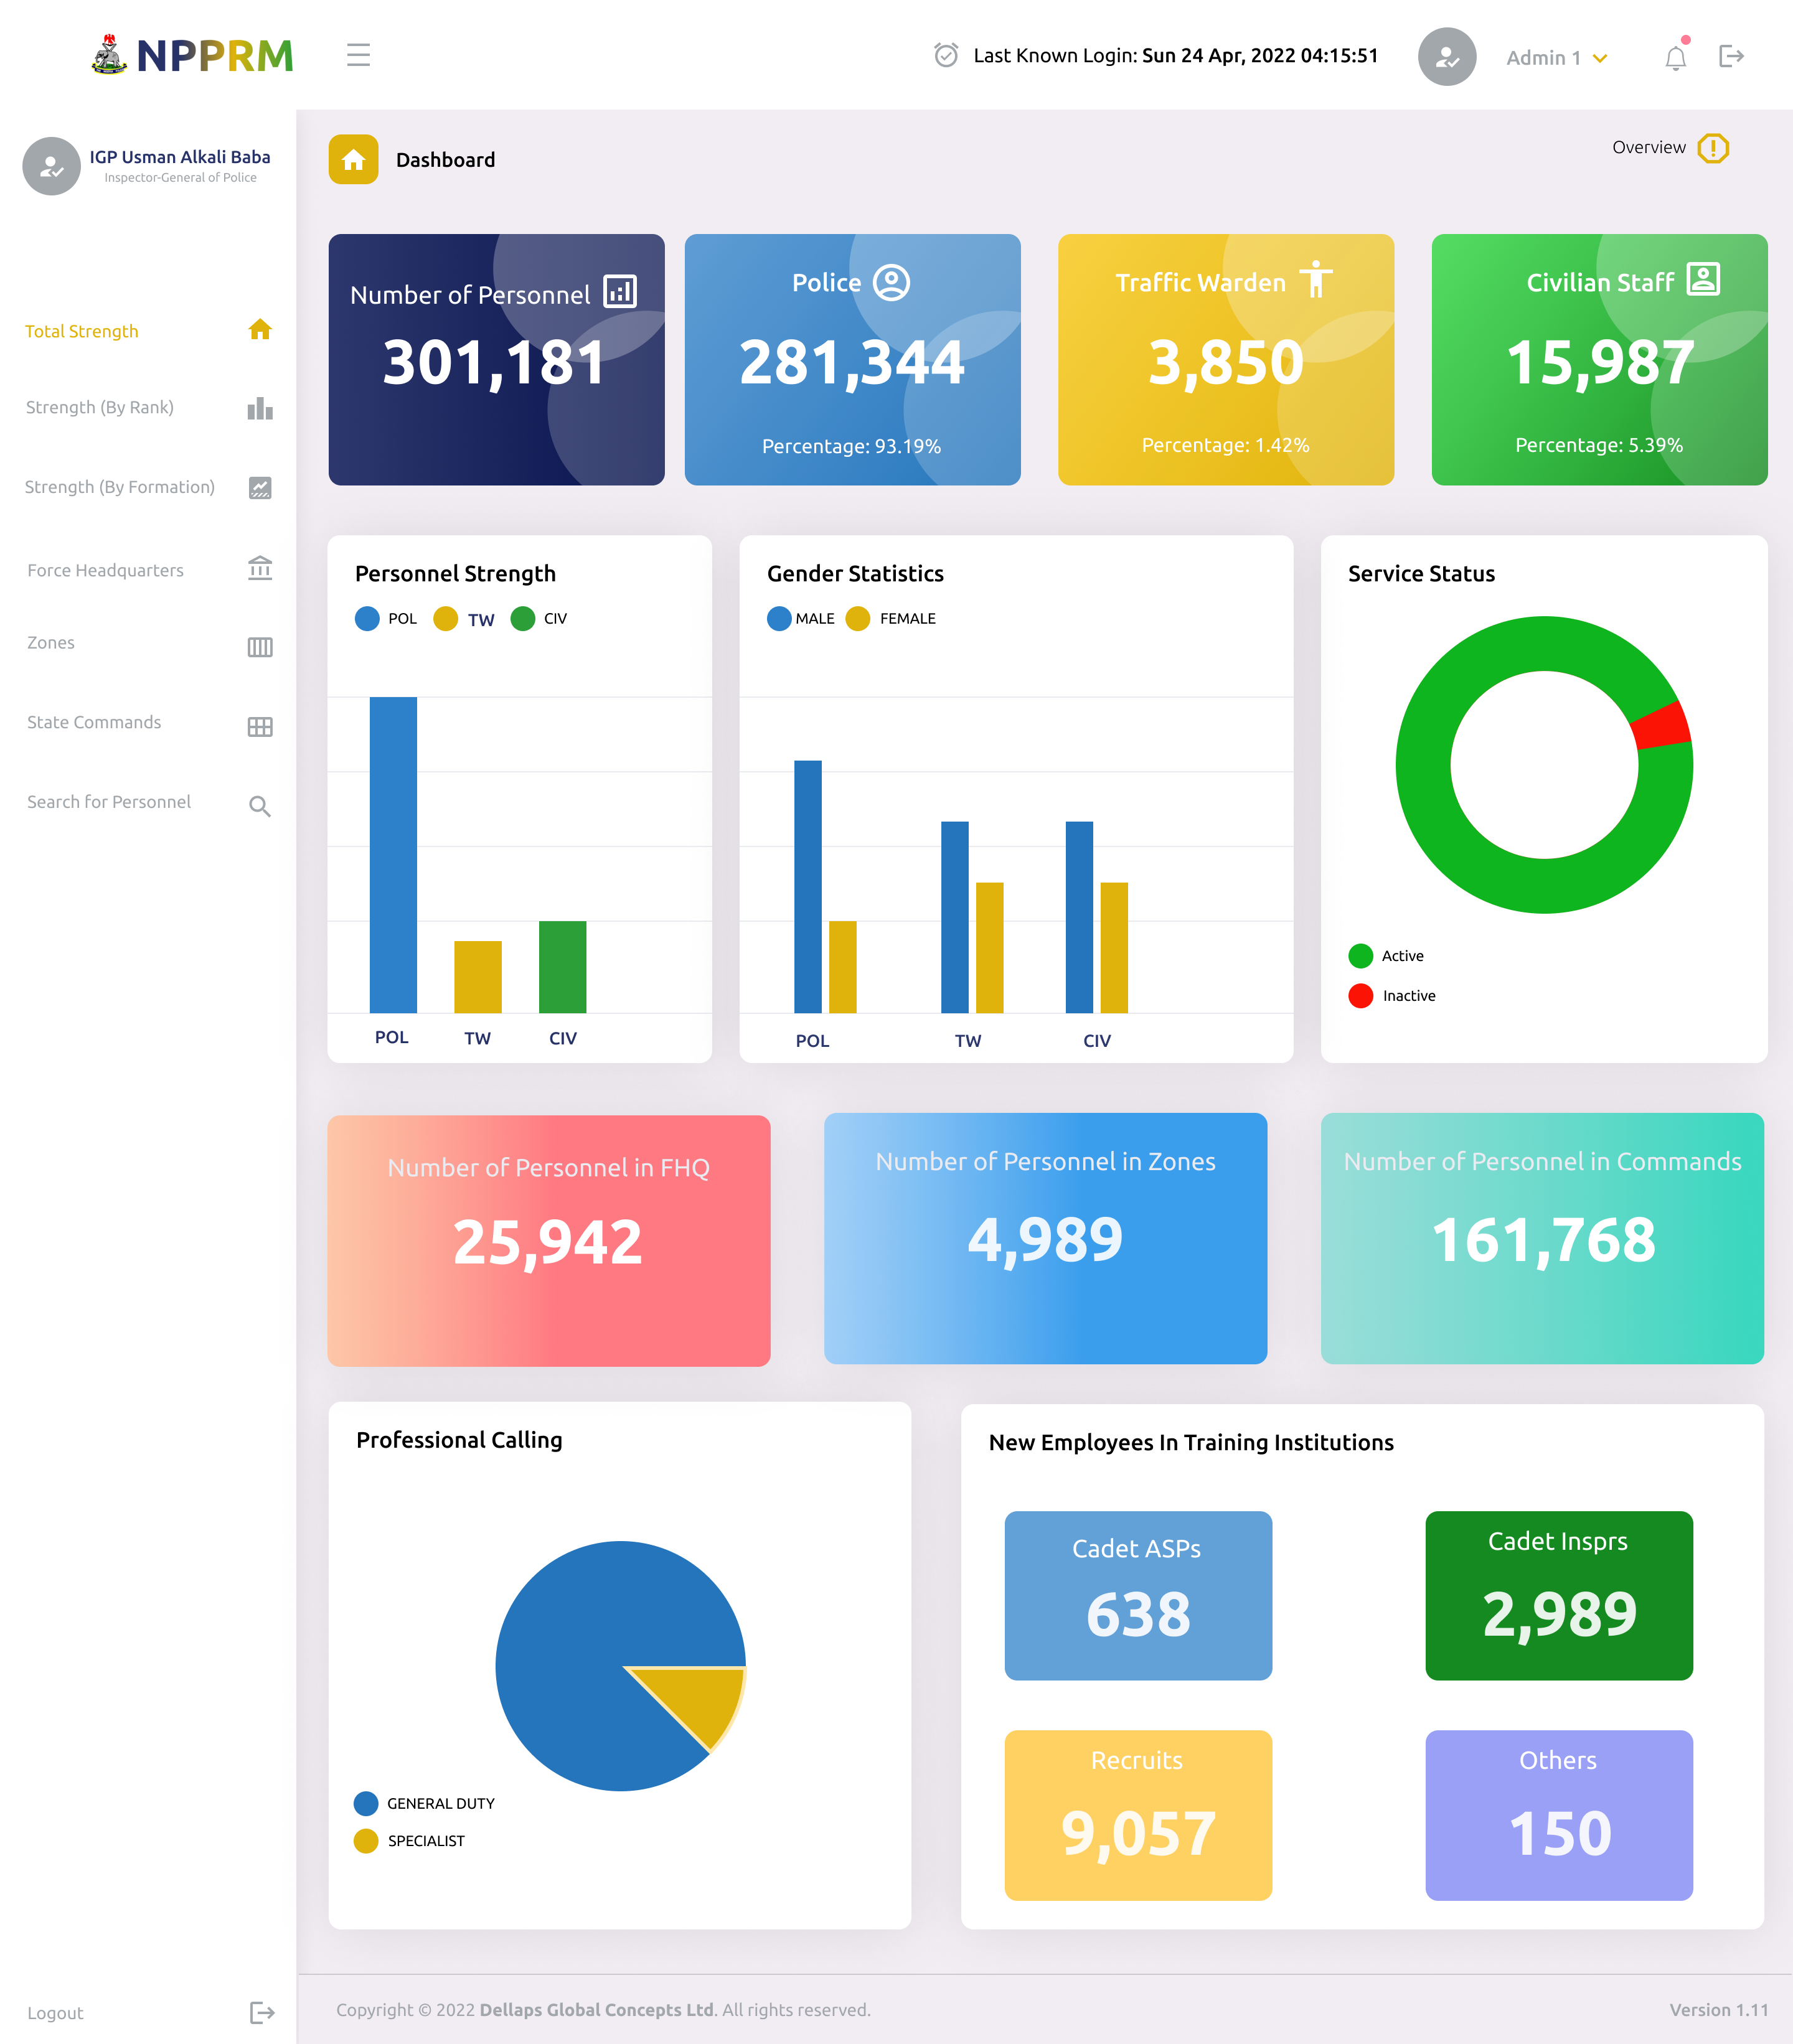 NPPRM
Last Known Login: Sun 24 Apr, 2022 04:15:51
Admin 1
IGP Usman Alkali Baba
Inspector-General of Police
Total Strength
Strength (By Rank)
Strength (By Formation)
Force Headquarters
Zones
State Commands
Search for Personnel
Logout
Dashboard
Overview
Number of Personnel
301,181
Police
281,344
Percentage: 93.19%
Traffic Warden
3,850
Percentage: 1.42%
Civilian Staff
15,987
Percentage: 5.39%
Personnel Strength
POL TW CIV
POL TW CIV
Gender Statistics
MALE FEMALE
POL TW CIV
Service Status
Active
Inactive
Number of Personnel in FHQ
25,942
Number of Personnel in Zones
4,989
Number of Personnel in Commands
161,768
Professional Calling
GENERAL DUTY
SPECIALIST
New Employees In Training Institutions
Cadet ASPs
638
Cadet Insprs
2,989
Recruits
9,057
Others
150
Copyright © 2022 Dellaps Global Concepts Ltd. All rights reserved.
Version 1.11